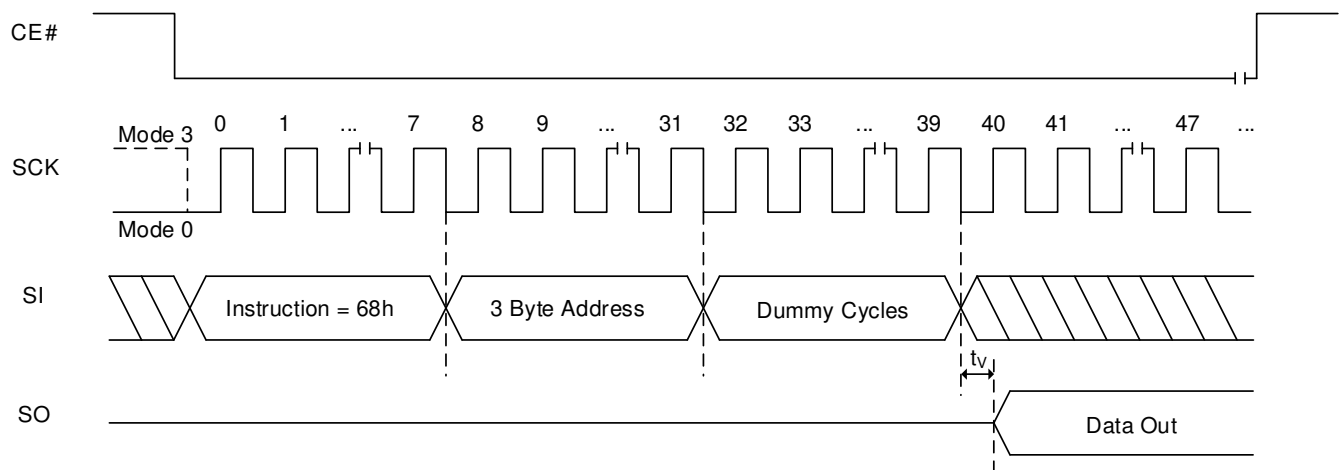 CE#
0 1 ... 7 8 9 ... 31 32 33 ... 39 40 41 ... 47 ...
Mode 3
SCK
Mode 0
SI
Instruction = 68h 3 Byte Address Dummy Cycles
tV
SO
Data Out